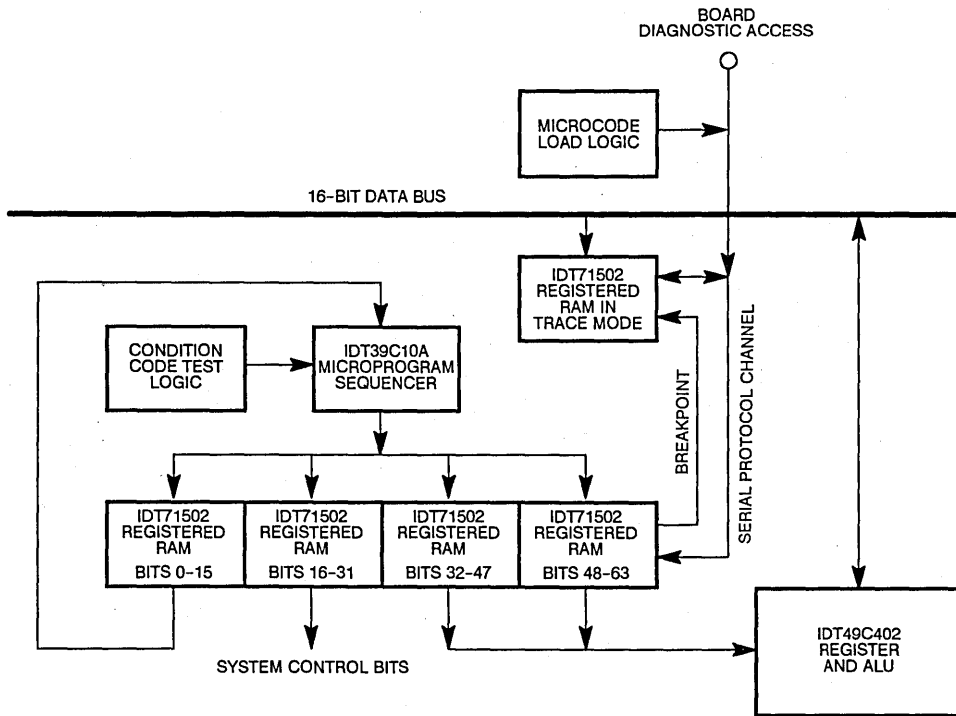 BOARD
DIAGNOSTIC ACCESS
MICROCODE
LOAD LOGIC
16-BIT DATA BUS
IDT71502
REGISTERED
RAM IN
TRACE MODE
CONDITION
CODE TEST
LOGIC
IDT39C10A
MICROPROGRAM
SEQUENCER
BREAKPOINT
SERIAL PROTOCOL CHANNEL
IDT71502
REGISTERED
RAM
BITS 0-15
IDT71502
REGISTERED
RAM
BITS 16-31
IDT71502
REGISTERED
RAM
BITS 32-47
IDT71502
REGISTERED
RAM
BITS 48-63
SYSTEM CONTROL BITS
IDT49C402
REGISTER
AND ALU